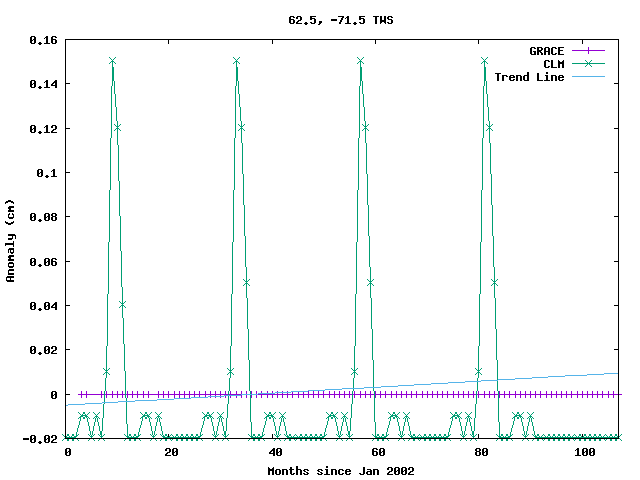 62.5, -71.5 TWS
GRACE
CLM
Trend Line
0.16
0.14
0.12
0.1
0.08
0.06
0.04
0.02
0
-0.02
Anomaly (cm)
0 20 40 60 80 100
Months since Jan 2002